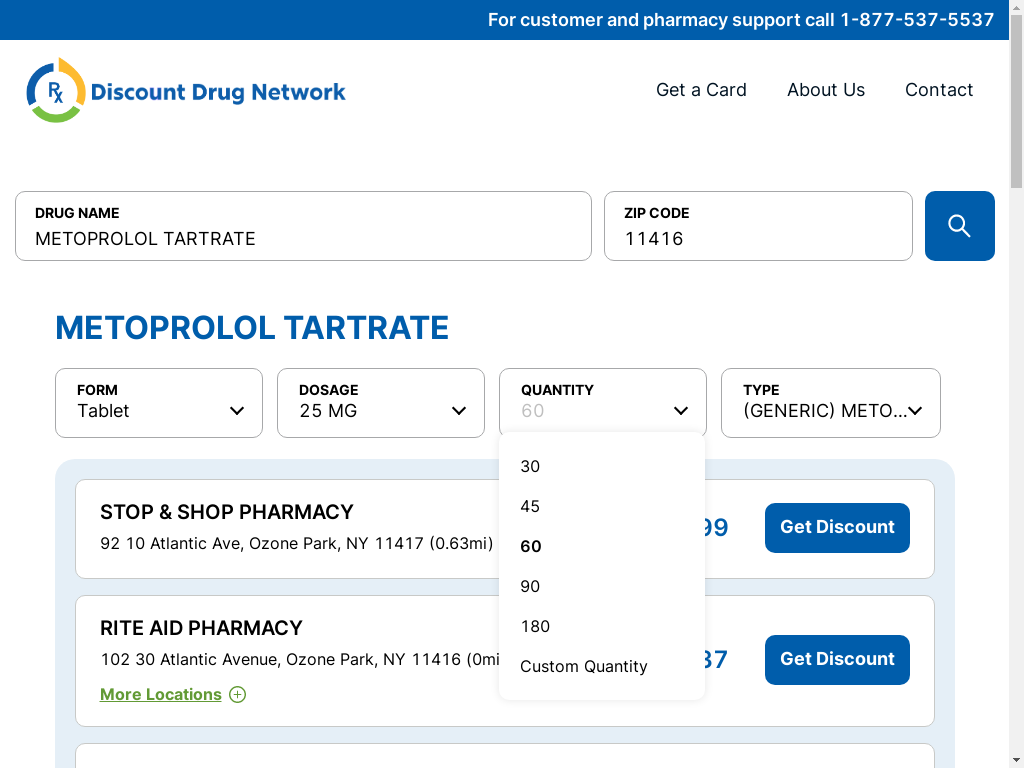 For customer and pharmacy support call 1-877-537-5537
Discount Drug Network
Get a Card
About Us
Contact
DRUG NAME
METOPROLOL TARTRATE
ZIP CODE
11416
METOPROLOL TARTRATE
FORM
Tablet
DOSAGE
25 MG
QUANTITY
60
TYPE
(GENERIC) METO...
30
45
60
90
180
Custom Quantity
STOP & SHOP PHARMACY
92 10 Atlantic Ave, Ozone Park, NY 11417 (0.63mi)
99
Get Discount
RITE AID PHARMACY
102 30 Atlantic Avenue, Ozone Park, NY 11416 (0mi
More Locations
37
Get Discount